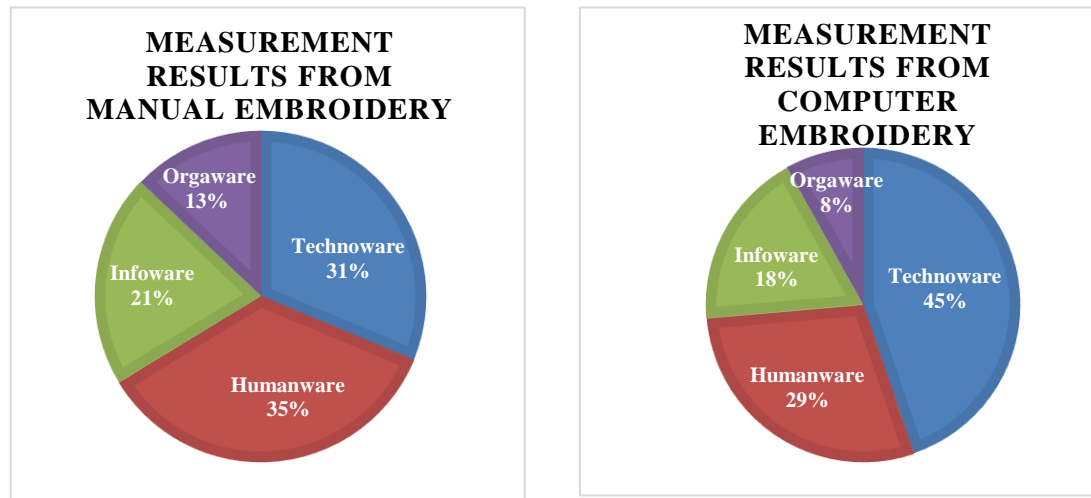 MEASUREMENT
RESULTS FROM
MANUAL EMBROIDERY
Orgaware
13%
Technoware
31%
Infoware
21%
Humanware
35%
MEASUREMENT
RESULTS FROM
COMPUTER
EMBROIDERY
Orgaware
8%
Infoware
18%
Technoware
45%
Humanware
29%